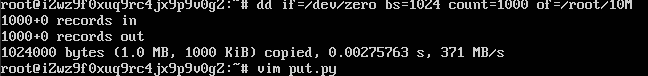 root@iZwz9f0xuq9rc4jx9p9v0gZ:~# dd if=/dev/zero bs=1024 count=1000 of=/root/10M
1000+0 records in
1000+0 records out
1024000 bytes (1.0 MB, 1000 KiB) copied, 0.00275763 s, 371 MB/s
root@iZwz9f0xuq9rc4jx9p9v0gZ:~# vim put.py